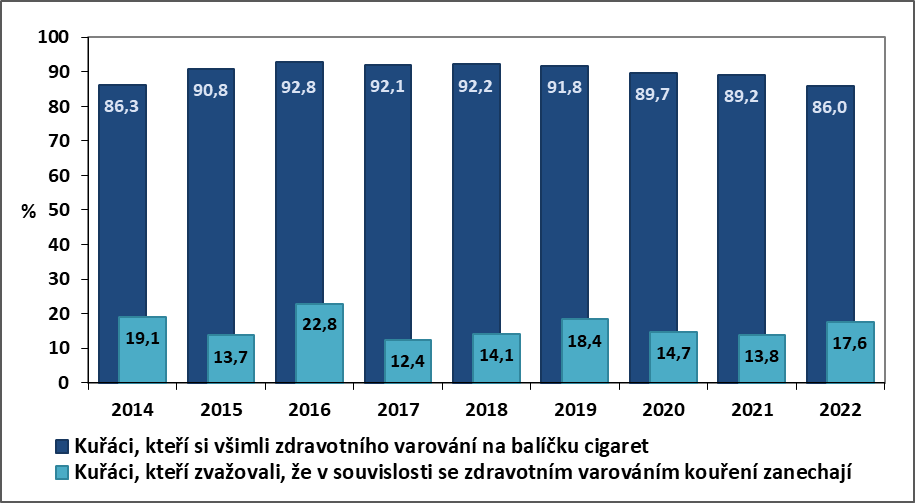 100
90
80
70
60
50
40
30
20
10
0
%
86,3 90,8 92,8 92,1 92,2 91,8 89,7 89,2 86,0
19,1 13,7 22,8 12,4 14,1 18,4 14,7 13,8 17,6
2014 2015 2016 2017 2018 2019 2020 2021 2022
Kuřáci, kteří si všimli zdravotního varování na balíčku cigaret
Kuřáci, kteří zvažovali, že v souvislosti se zdravotním varováním kouření zanechají